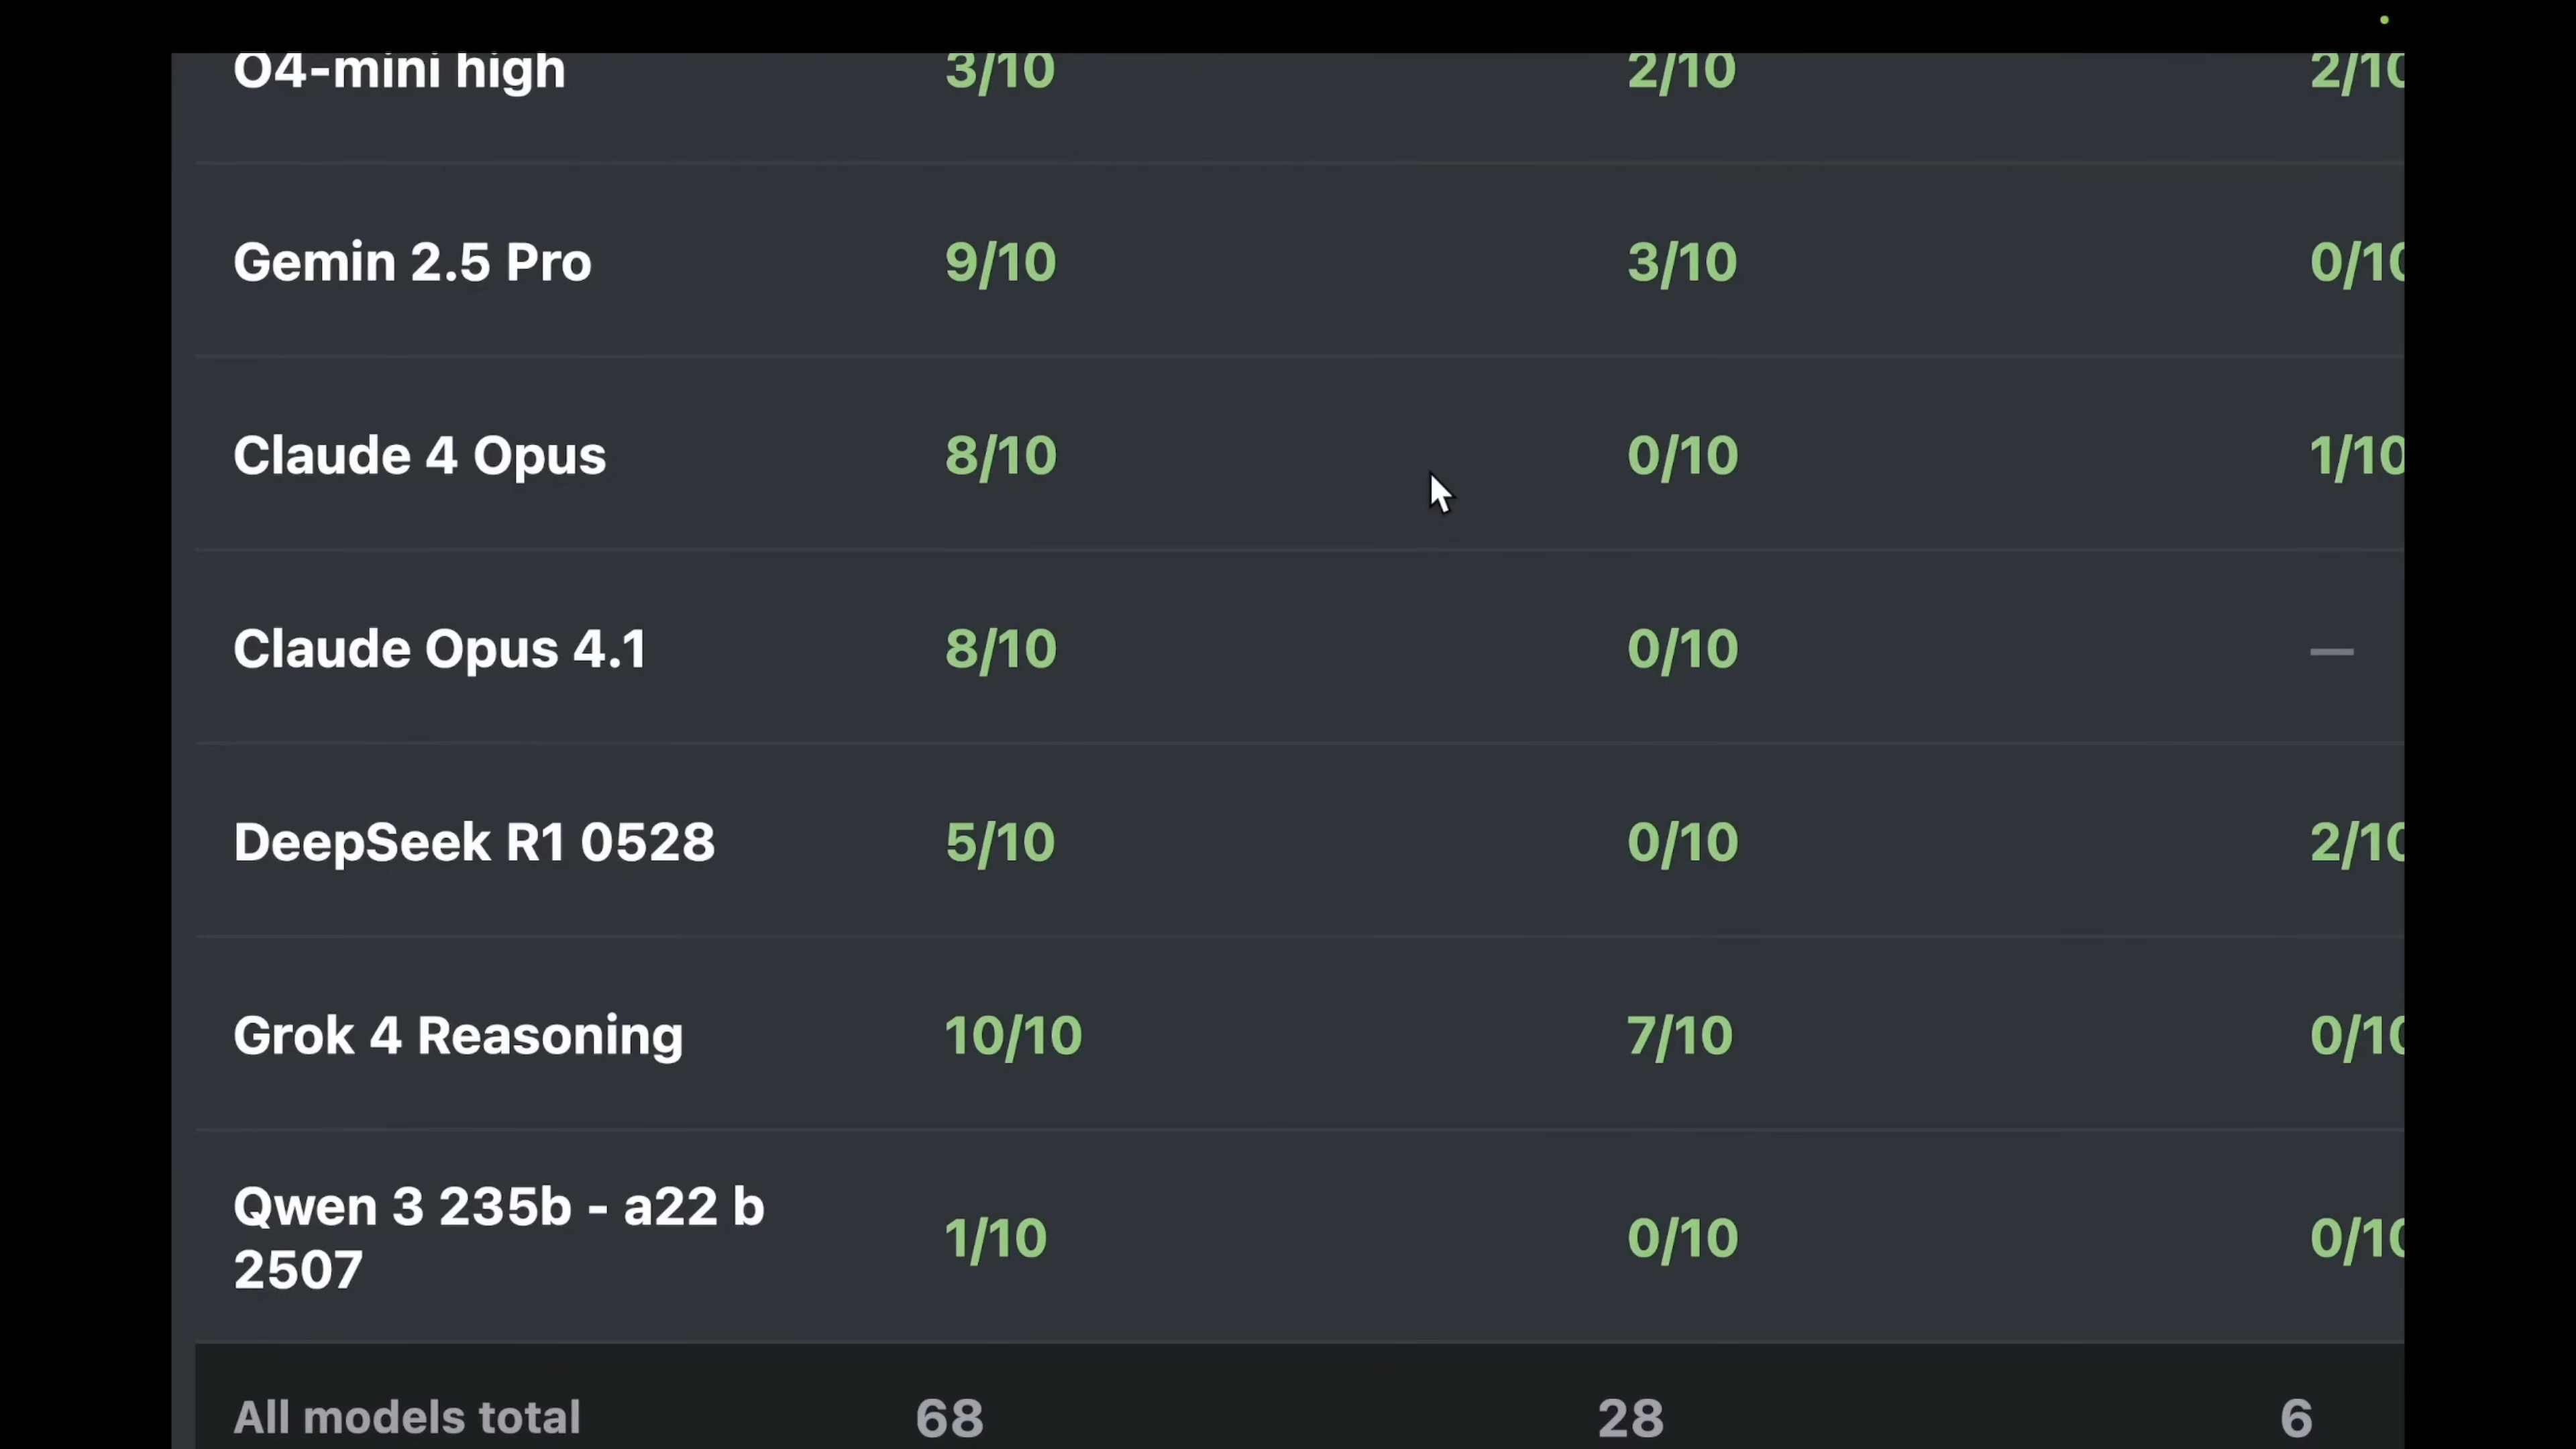 O4-mini high 3/10 2/10 2/10
Gemin 2.5 Pro 9/10 3/10 0/10
Claude 4 Opus 8/10 0/10 1/10
Claude Opus 4.1 8/10 0/10 —
DeepSeek R1 0528 5/10 0/10 2/10
Grok 4 Reasoning 10/10 7/10 0/10
Qwen 3 235b - a22 b
2507 1/10 0/10 0/10
All models total 68 28 6